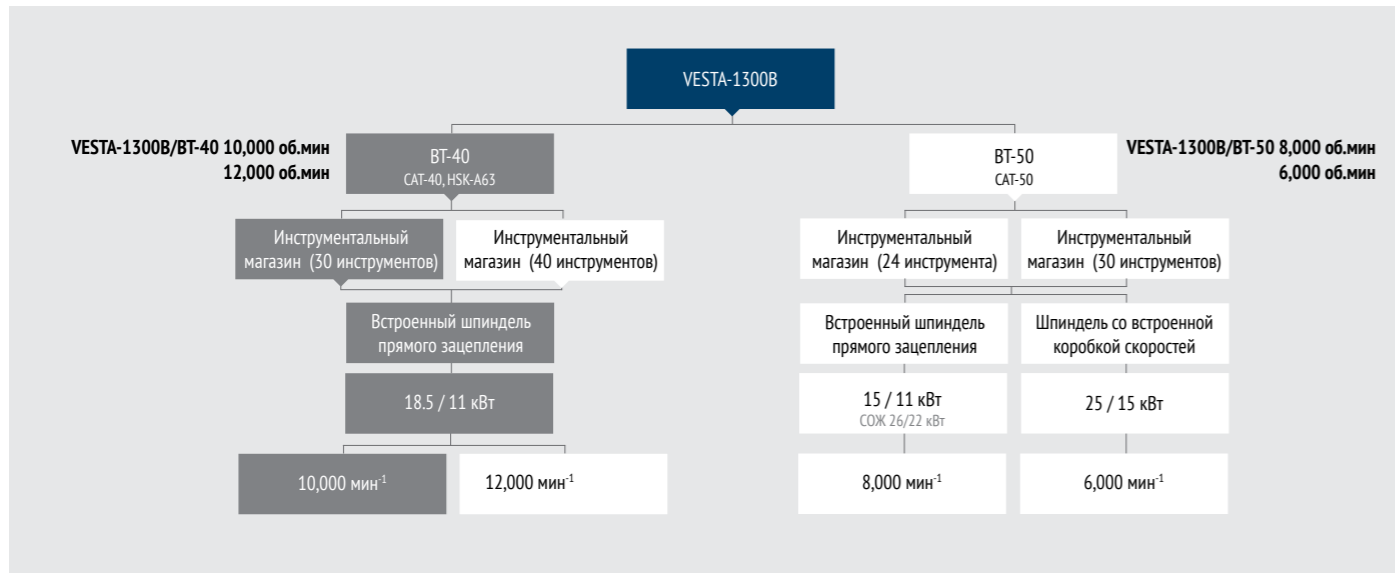 VESTA-1300B
VESTA-1300B/BT-40 10,000 об.мин
12,000 об.мин
BT-40
CAT-40, HSK-A63
BT-50
CAT-50
VESTA-1300B/BT-50 8,000 об.мин
6,000 об.мин
Инструментальный
магазин (30 инструментов)
Инструментальный
магазин (40 инструментов)
Инструментальный
магазин (24 инструмента)
Инструментальный
магазин (30 инструментов)
Встроенный шпиндель
прямого зацепления
Встроенный шпиндель
прямого зацепления
Шпиндель со встроенной
коробкой скоростей
18.5 / 11 кВт
15 / 11 кВт
СОЖ 26/22 кВт
25 / 15 кВт
10,000 мин⁻¹
12,000 мин⁻¹
8,000 мин⁻¹
6,000 мин⁻¹